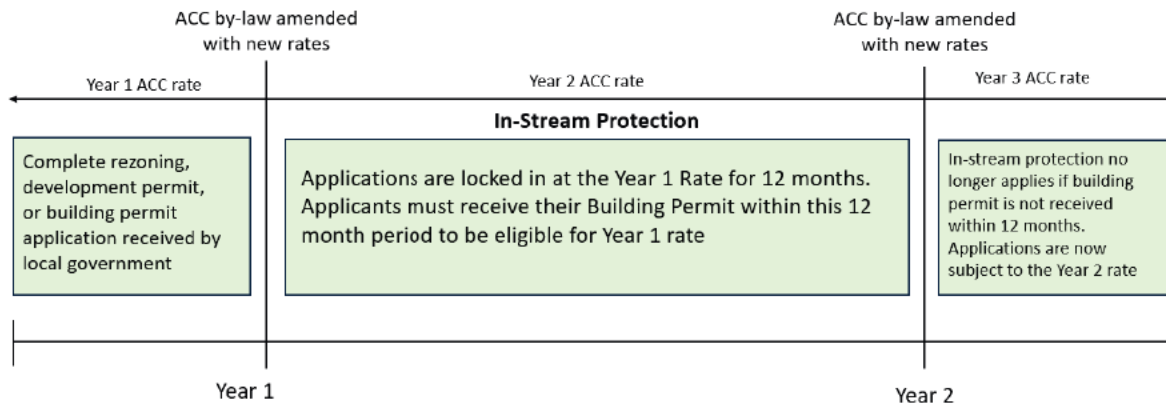 ACC by-law amended
with new rates
ACC by-law amended
with new rates
Year 1 ACC rate
Year 2 ACC rate
Year 3 ACC rate
In-Stream Protection
Complete rezoning,
development permit,
or building permit
application received by
local government
Applications are locked in at the Year 1 Rate for 12 months.
Applicants must receive their Building Permit within this 12
month period to be eligible for Year 1 rate
In-stream protection no
longer applies if building
permit is not received
within 12 months.
Applications are now
subject to the Year 2 rate
Year 1
Year 2